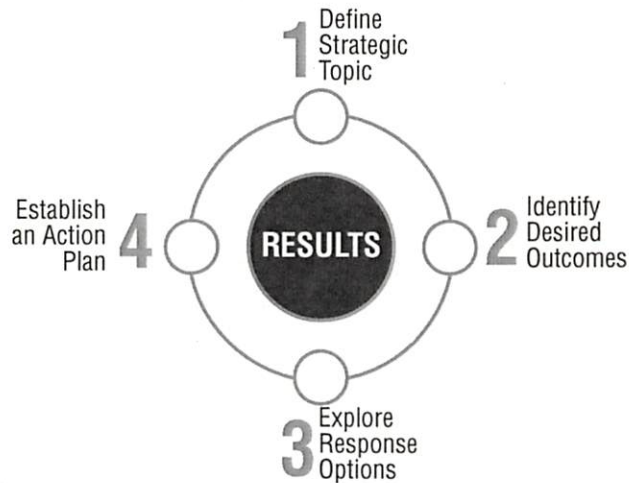 1 Define
Strategic
Topic
2 Identify
Desired
Outcomes
3 Explore
Response
Options
Establish
an Action 4
Plan
RESULTS